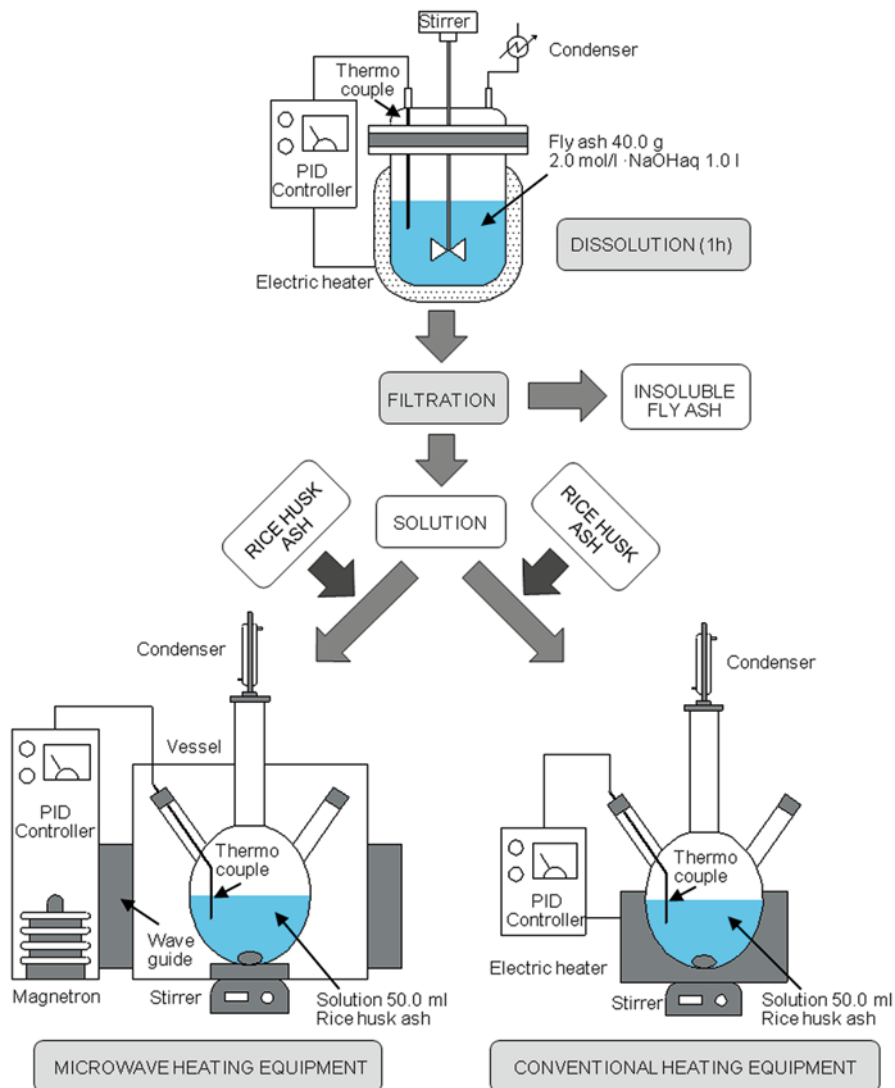 Stirrer
Condenser
Thermo
couple
PID
Controller
Fly ash 40.0 g
2.0 mol/l ·NaOHaq 1.0 l
DISSOLUTION (1h)
Electric heater
FILTRATION
INSOLUBLE
FLY ASH
RICE HUSK
ASH
SOLUTION
RICE HUSK
ASH
Condenser
Vessel
PID
Controller
Thermo
couple
Wave
guide
Magnetron
Stirrer
Solution 50.0 ml
Rice husk ash
MICROWAVE HEATING EQUIPMENT
Condenser
Thermo
couple
PID
Controller
Electric heater
Stirrer
Solution 50.0 ml
Rice husk ash
CONVENTIONAL HEATING EQUIPMENT